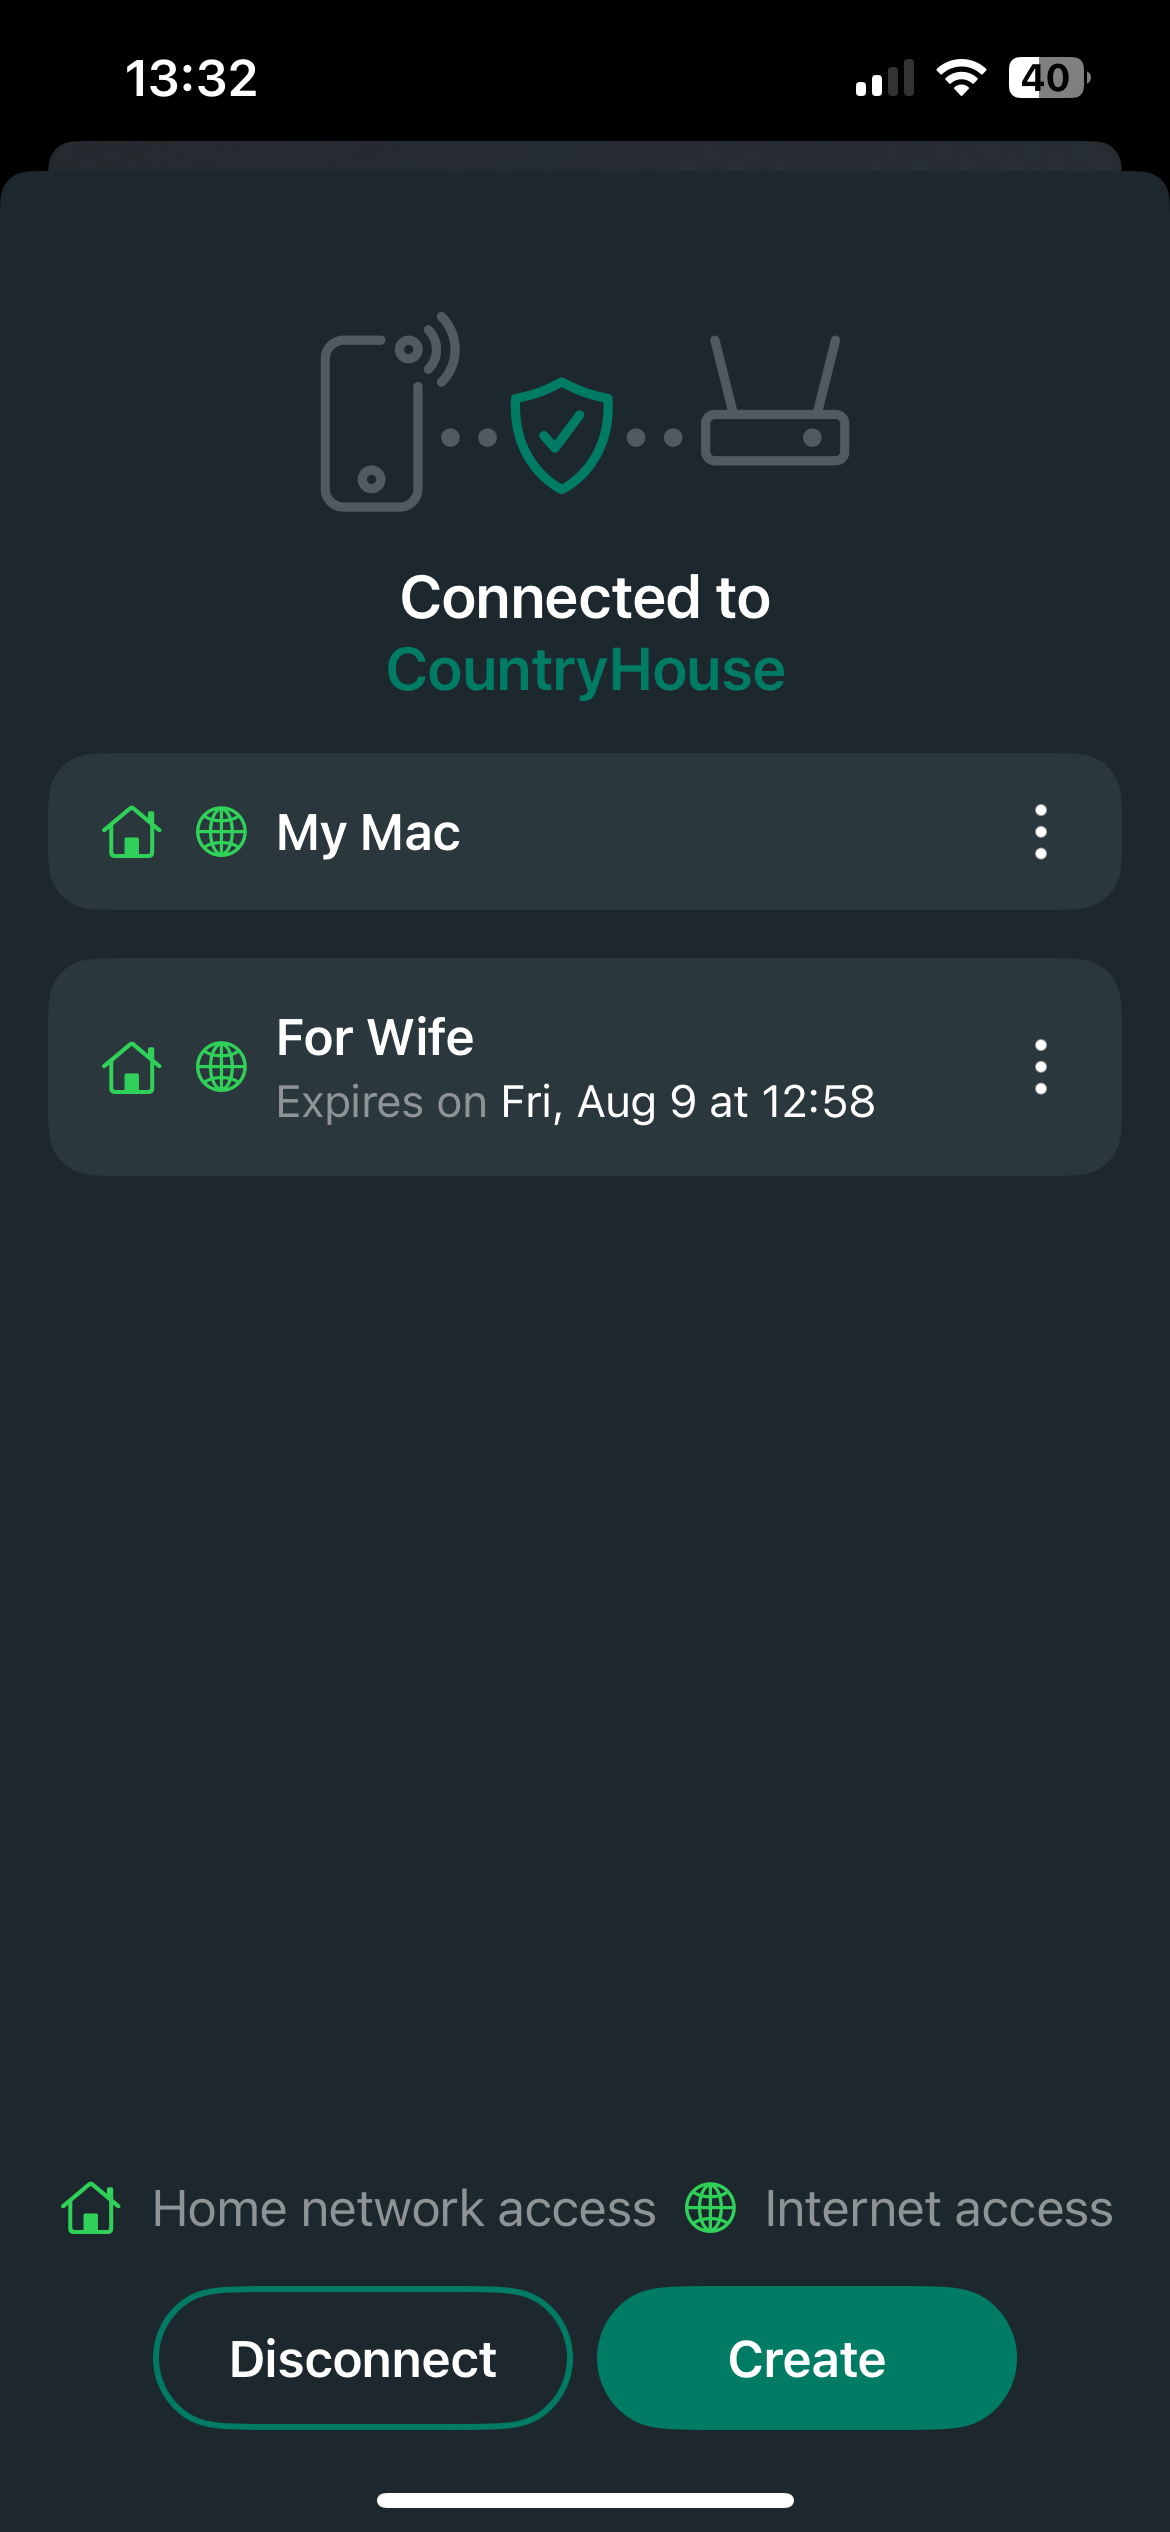 13:32
40
Connected to
CountryHouse
My Mac
For Wife
Expires on Fri, Aug 9 at 12:58
Home network access Internet access
Disconnect Create